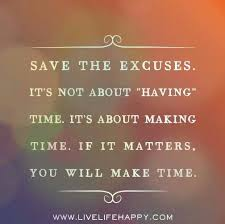 SAVE THE EXCUSES.
IT'S NOT ABOUT "HAVING"
TIME. IT'S ABOUT MAKING
TIME. IF IT MATTERS,
YOU WILL MAKE TIME.
WWW.LIVELIFEHAPPY.COM